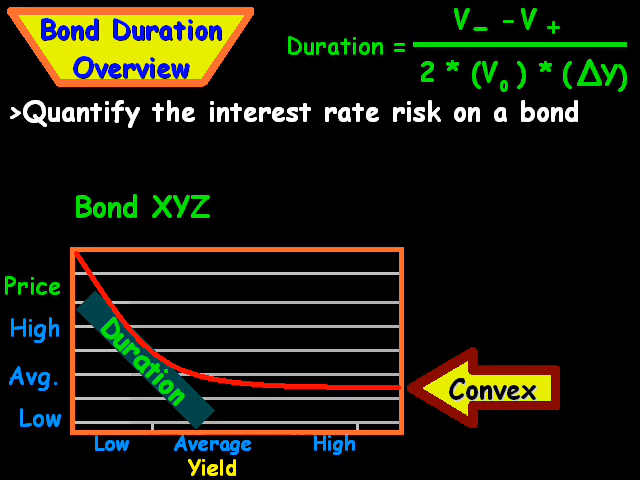 Bond Duration
Overview
Duration = V₋ - V₊
2 * (V₀) * (ΔY)
>Quantify the interest rate risk on a bond
Bond XYZ
Price
High
Avg.
Low
Duration
Convex
Low Average High
Yield